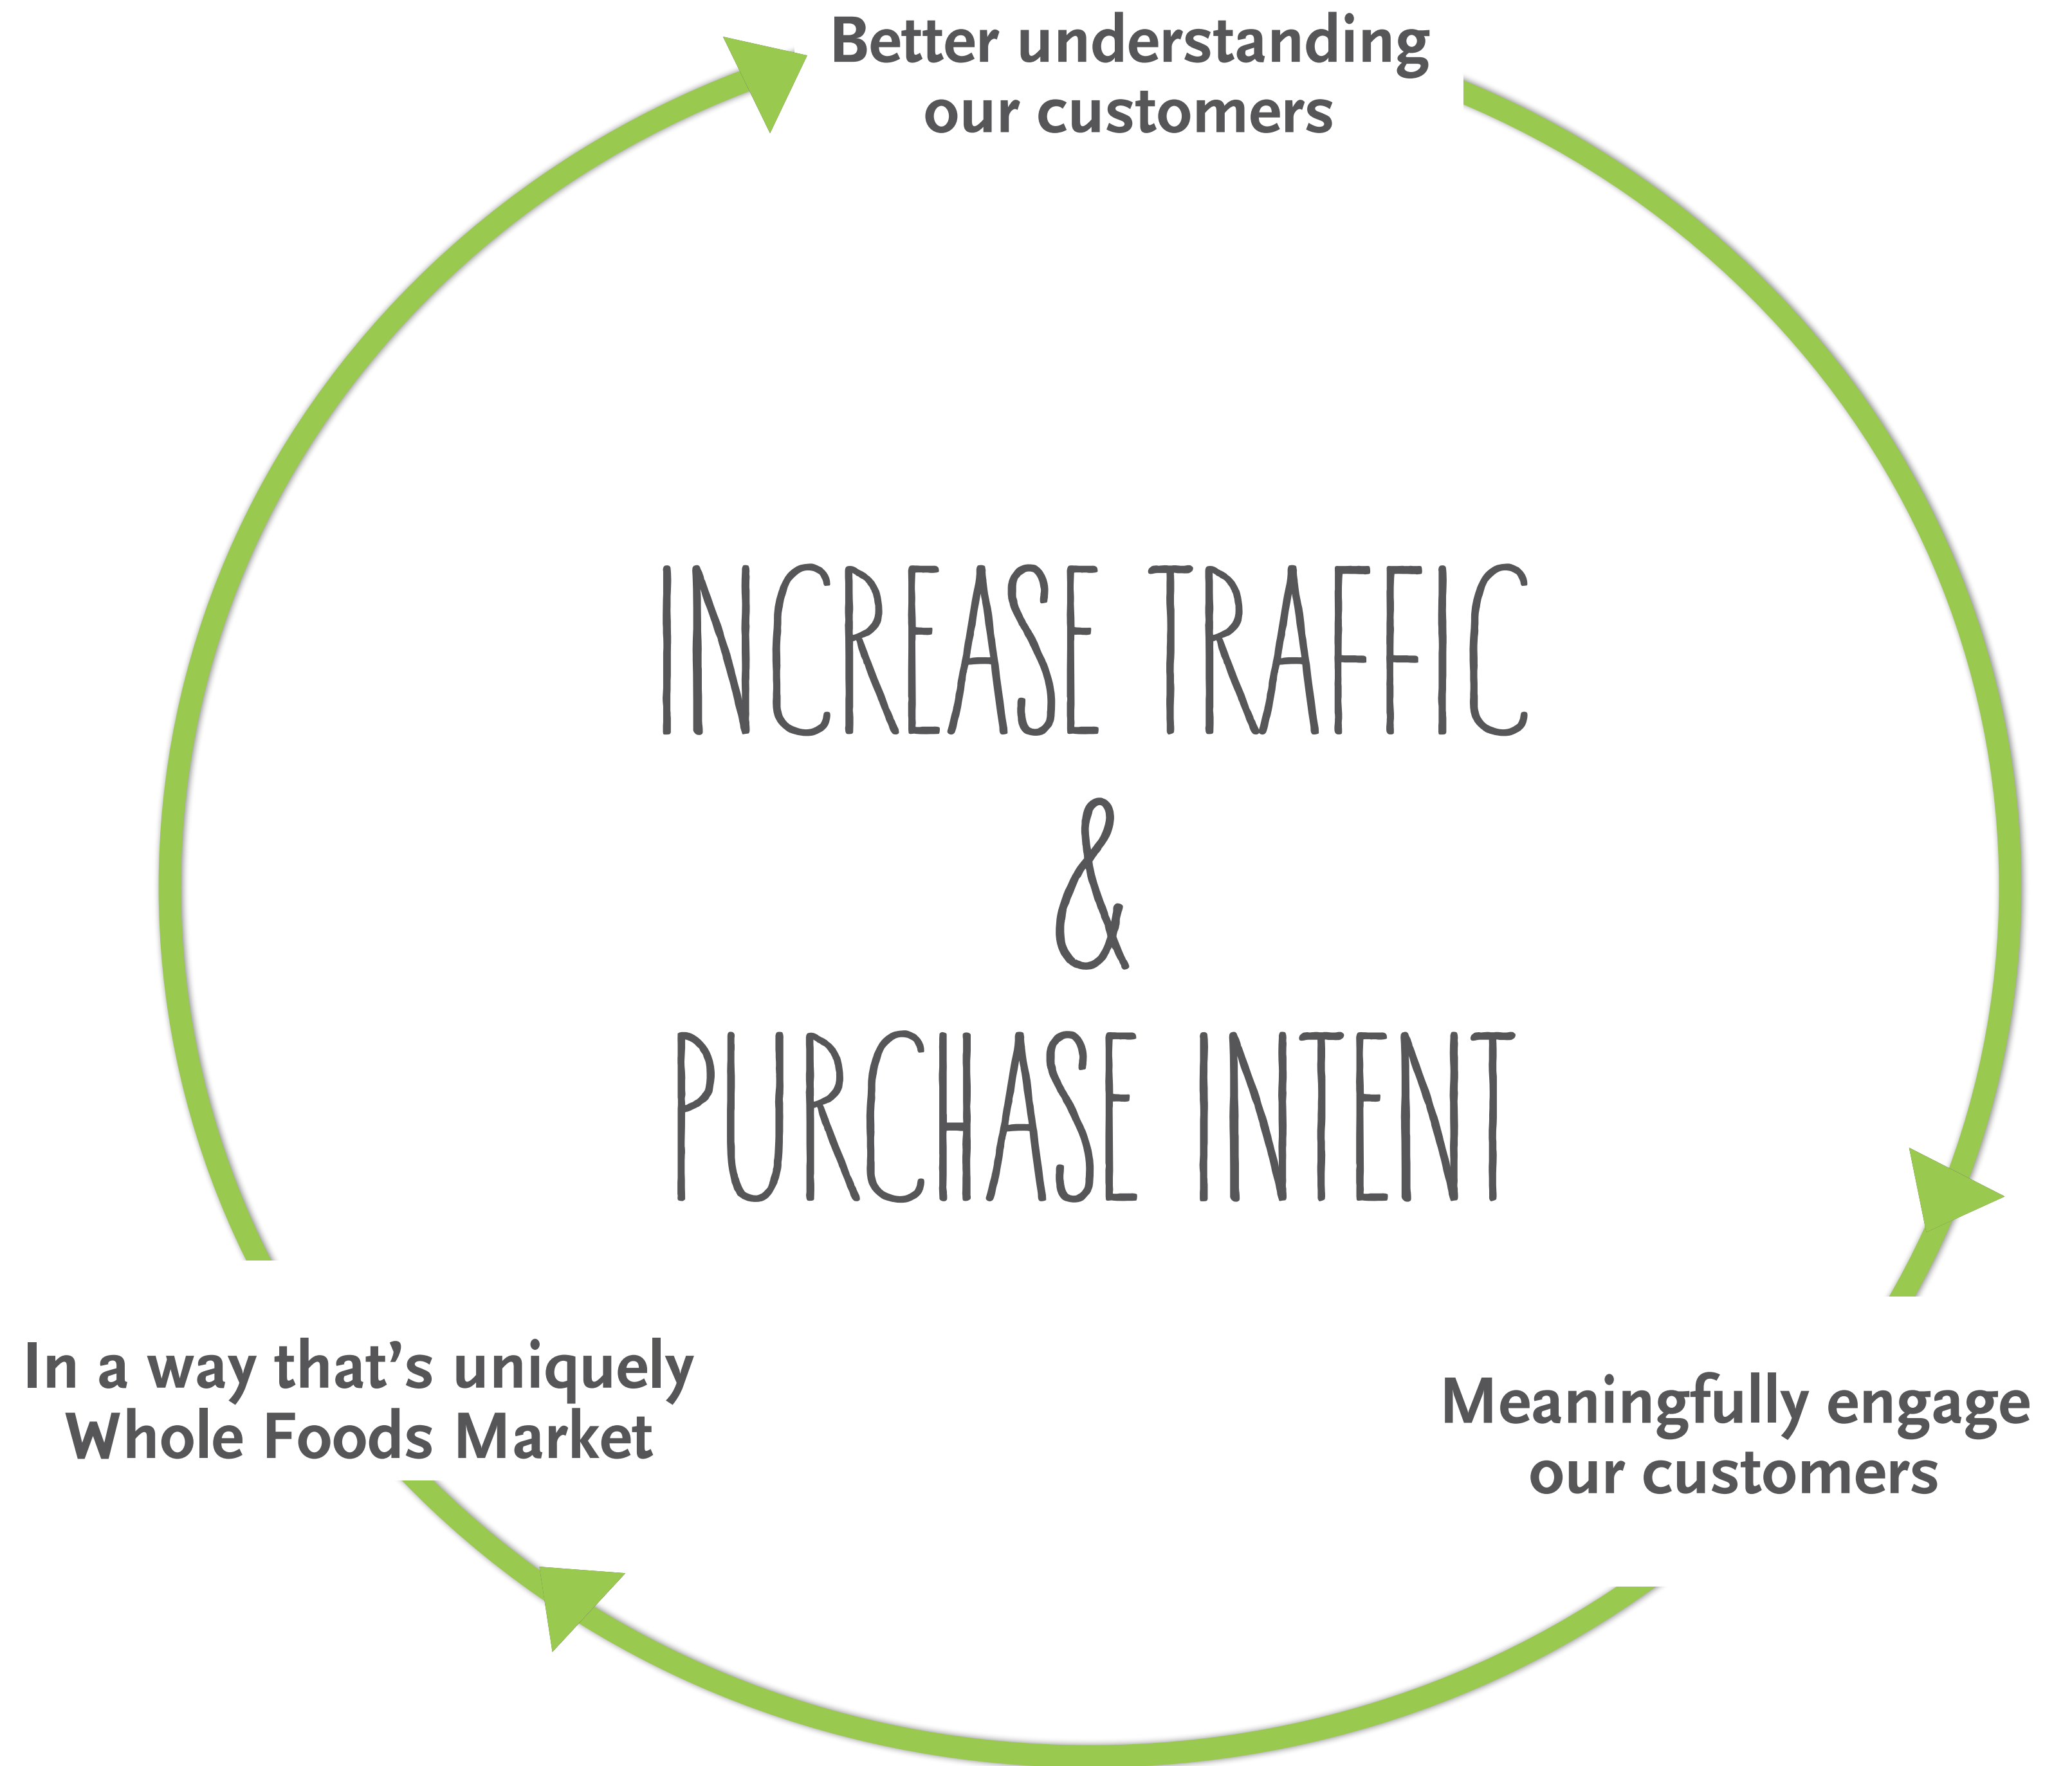 Better understanding
our customers
INCREASE TRAFFIC
&
PURCHASE INTENT
In a way that’s uniquely
Whole Foods Market
Meaningfully engage
our customers